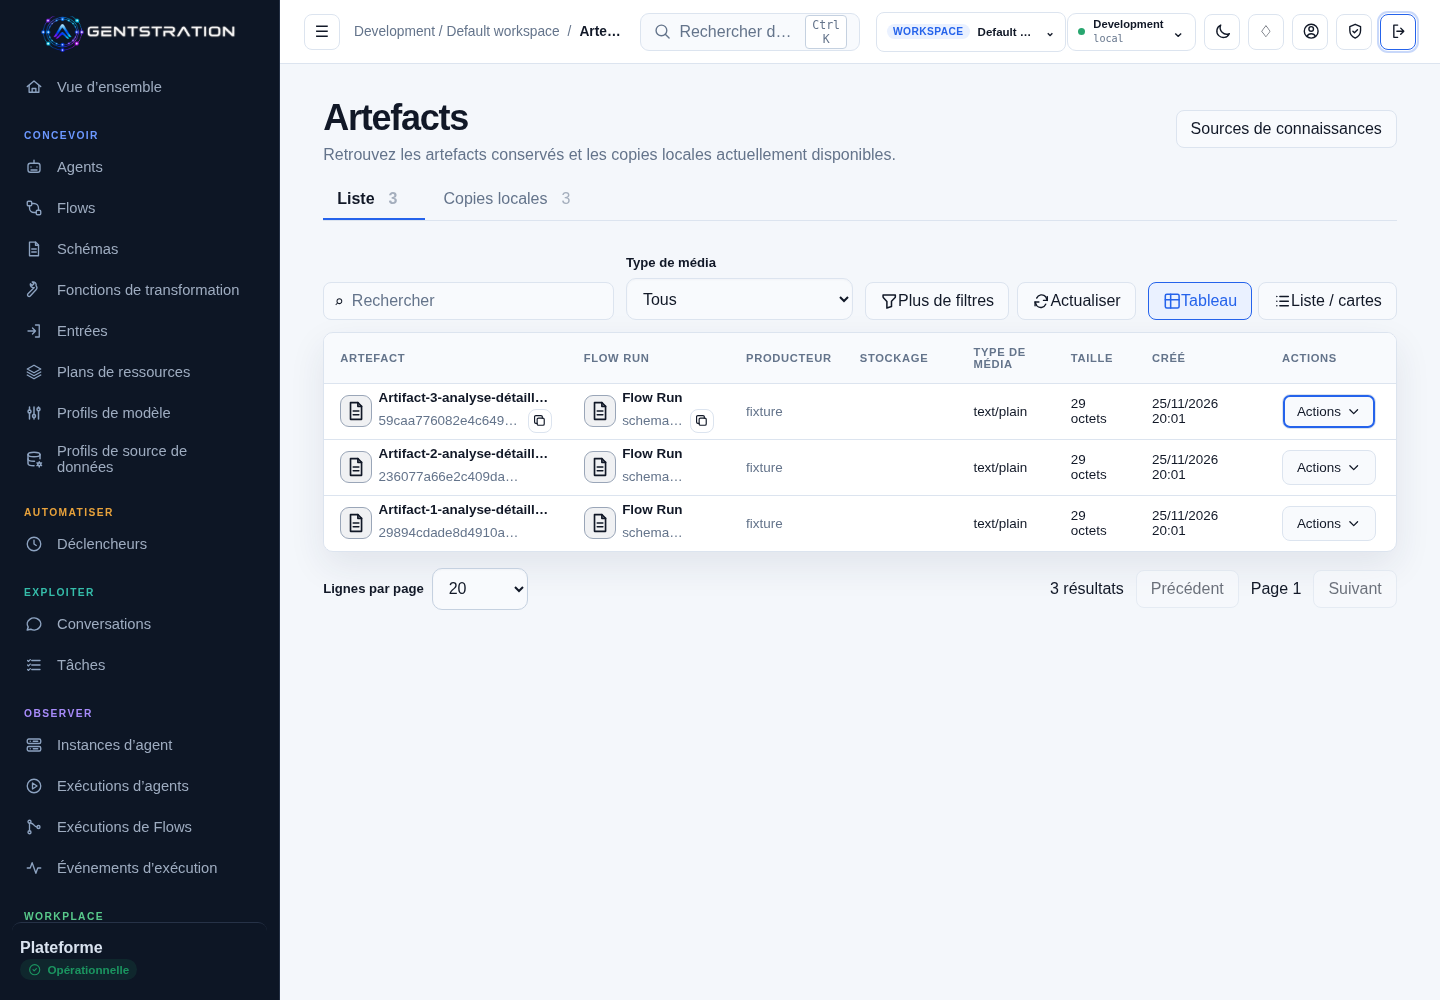 GENTSTRATION
Vue d'ensemble
CONCEVOIR
Agents
Flows
Schémas
Fonctions de transformation
Entrées
Plans de ressources
Profils de modèle
Profils de source de
données
AUTOMATISER
Déclencheurs
EXPLOITER
Conversations
Tâches
OBSERVER
Instances d'agent
Exécutions d'agents
Exécutions de Flows
Événements d'exécution
WORKPLACE
Plateforme
Opérationnelle
Development / Default workspace / Arte…
Rechercher d…
Ctrl
K
WORKSPACE Default …
Development
local
Artefacts
Retrouvez les artefacts conservés et les copies locales actuellement disponibles.
Sources de connaissances
Liste 3
Copies locales 3
Rechercher
Type de média
Tous
Plus de filtres
Actualiser
Tableau
Liste / cartes
ARTEFACT
FLOW RUN
PRODUCTEUR
STOCKAGE
TYPE DE
MÉDIA
TAILLE
CRÉÉ
ACTIONS
Artifact-3-analyse-détaill…
59caa776082e4c649…
Flow Run
schema…
fixture
text/plain
29
octets
25/11/2026
20:01
Actions
Artifact-2-analyse-détaill…
236077a66e2c409da…
Flow Run
schema…
fixture
text/plain
29
octets
25/11/2026
20:01
Actions
Artifact-1-analyse-détaill…
29894cdade8d4910a…
Flow Run
schema…
fixture
text/plain
29
octets
25/11/2026
20:01
Actions
Lignes par page 20
3 résultats
Précédent
Page 1
Suivant